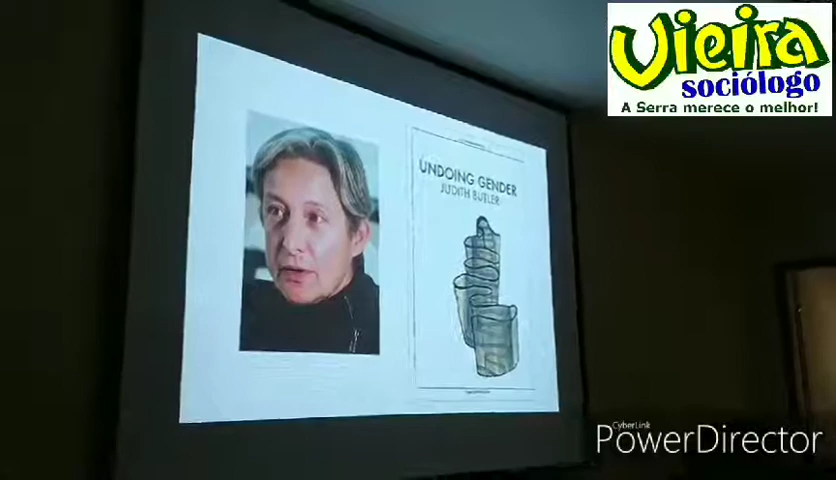 Vieira
sociólogo
A Serra merece o melhor!
UNDOING GENDER
JUDITH BUTLER
CyberLink
PowerDirector